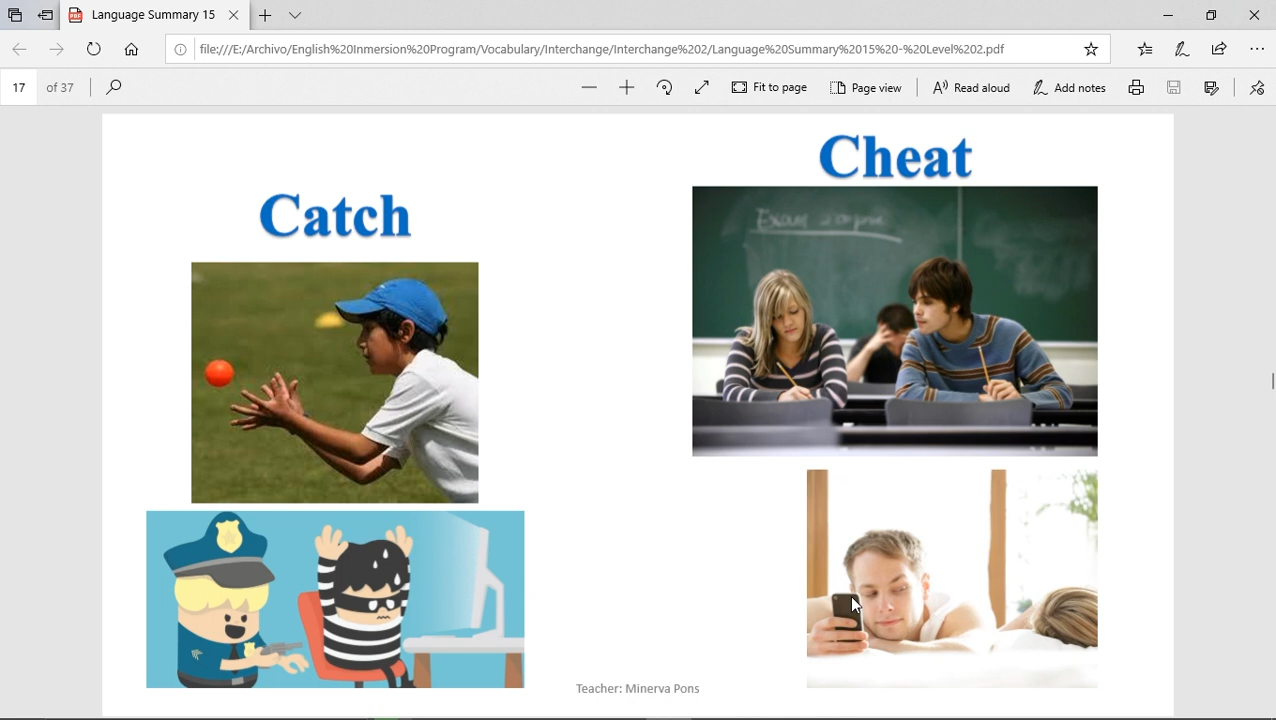 Language Summary 15
file:///E:/Archivo/English%20Inmersion%20Program/Vocabulary/Interchange/Interchange%202/Language%20Summary%2015%20-%20Level%202.pdf
17 of 37
Fit to page
Page view
Read aloud
Add notes
Catch
Cheat
Exam
Teacher: Minerva Pons